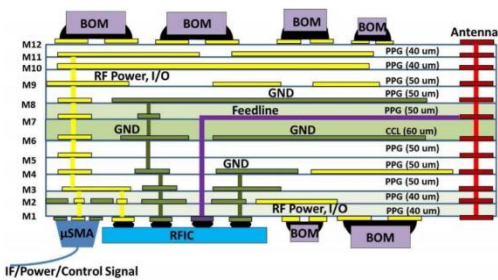 BOM BOM BOM BOM Antenna
M12 PPG (40 um)
M11 PPG (40 um)
M10 RF Power, I/O PPG (50 um)
M9 GND PPG (50 um)
M8 Feedline PPG (50 um)
M7 GND GND CCL (60 um)
M6 PPG (50 um)
M5 GND PPG (50 um)
M4 PPG (50 um)
M3 PPG (40 um)
M2 RF Power, I/O PPG (40 um)
M1
µSMA RFIC BOM BOM
IF/Power/Control Signal